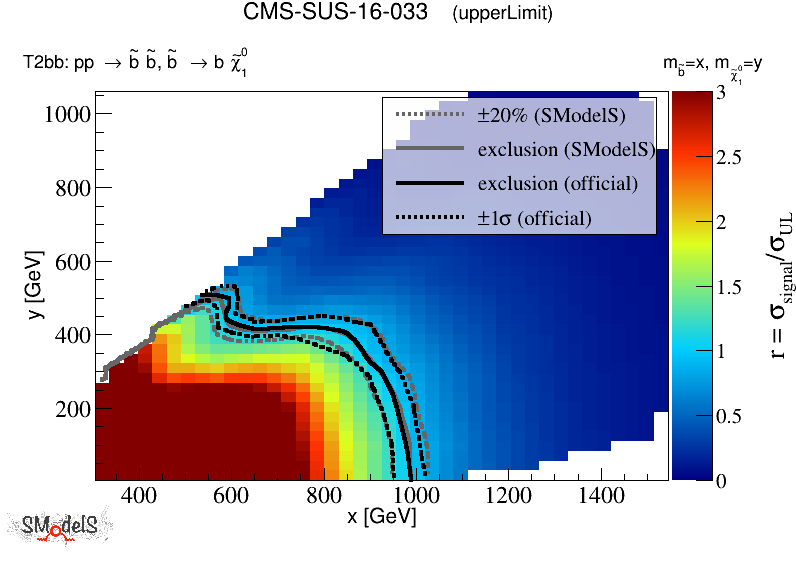 CMS-SUS-16-033 (upperLimit)
T2bb: pp → b̃ b̃, b̃ → b χ̃⁰₁
m_b̃=x, m_χ̃⁰₁=y
±20% (SModelS)
exclusion (SModelS)
exclusion (official)
±1σ (official)
1000
800
600
400
200
y [GeV]
400 600 800 1000 1200 1400
x [GeV]
3
2.5
2
1.5
1
0.5
0
r = σ_signal/σ_UL
SModelS